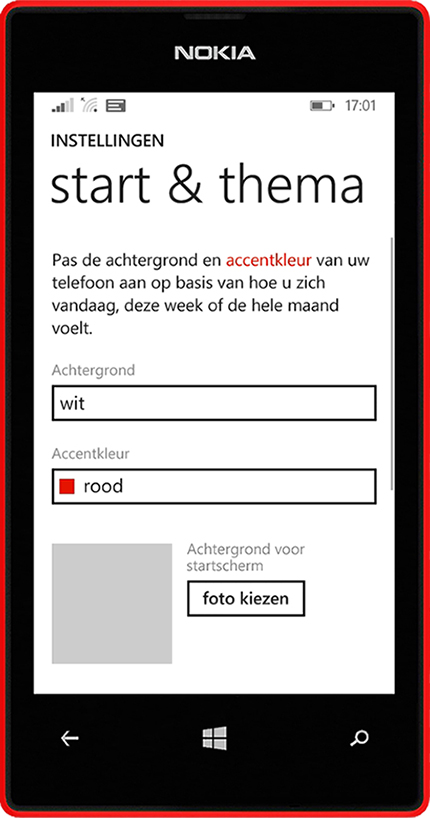 NOKIA
17:01
INSTELLINGEN
start & thema
Pas de achtergrond en accentkleur van uw
telefoon aan op basis van hoe u zich
vandaag, deze week of de hele maand
voelt.
Achtergrond
wit
Accentkleur
rood
Achtergrond voor
startscherm
foto kiezen